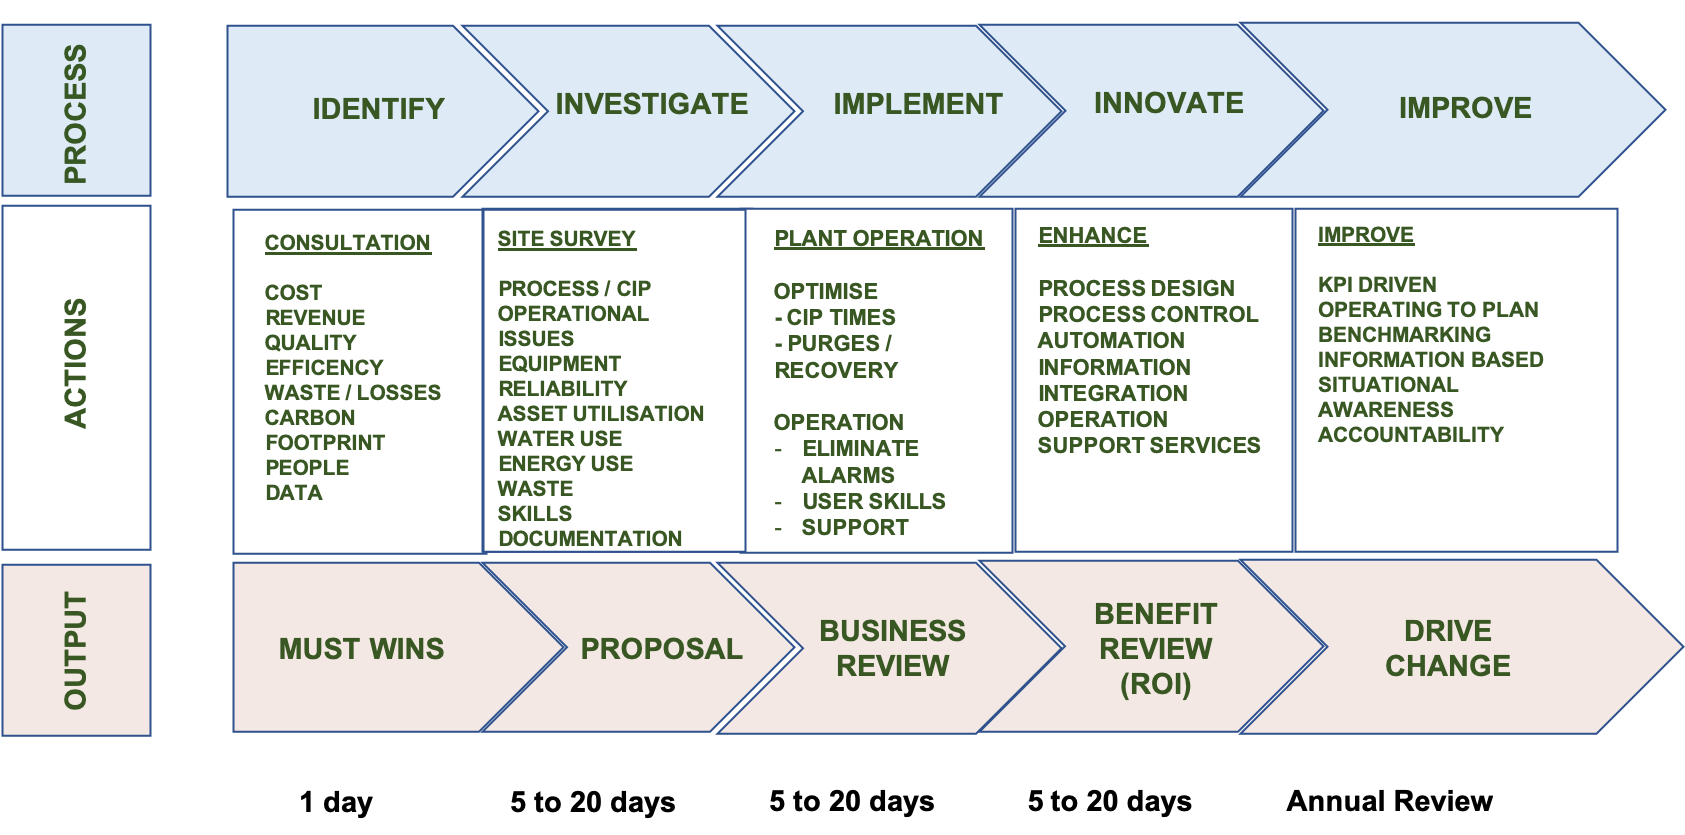 PROCESS
IDENTIFY
INVESTIGATE
IMPLEMENT
INNOVATE
IMPROVE
ACTIONS
CONSULTATION
COST
REVENUE
QUALITY
EFFICENCY
WASTE / LOSSES
CARBON
FOOTPRINT
PEOPLE
DATA
SITE SURVEY
PROCESS / CIP
OPERATIONAL
ISSUES
EQUIPMENT
RELIABILITY
ASSET UTILISATION
WATER USE
ENERGY USE
WASTE
SKILLS
DOCUMENTATION
PLANT OPERATION
OPTIMISE
- CIP TIMES
- PURGES /
RECOVERY
OPERATION
- ELIMINATE
ALARMS
- USER SKILLS
- SUPPORT
ENHANCE
PROCESS DESIGN
PROCESS CONTROL
AUTOMATION
INFORMATION
INTEGRATION
OPERATION
SUPPORT SERVICES
IMPROVE
KPI DRIVEN
OPERATING TO PLAN
BENCHMARKING
INFORMATION BASED
SITUATIONAL
AWARENESS
ACCOUNTABILITY
OUTPUT
MUST WINS
PROPOSAL
BUSINESS
REVIEW
BENEFIT
REVIEW
(ROI)
DRIVE
CHANGE
1 day
5 to 20 days
5 to 20 days
5 to 20 days
Annual Review